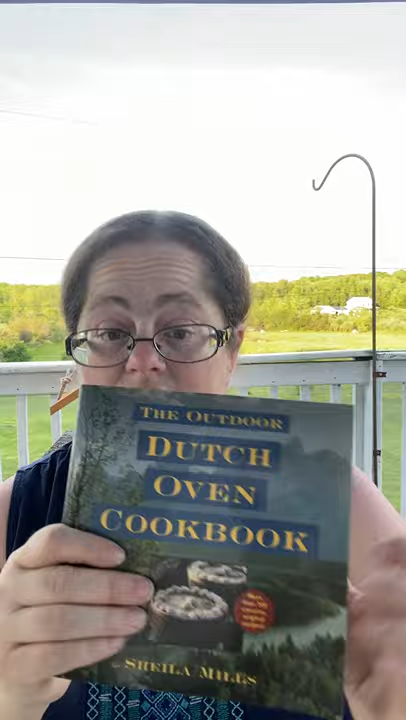 THE OUTDOOR
DUTCH
OVEN
COOKBOOK
SHEILA MILLS